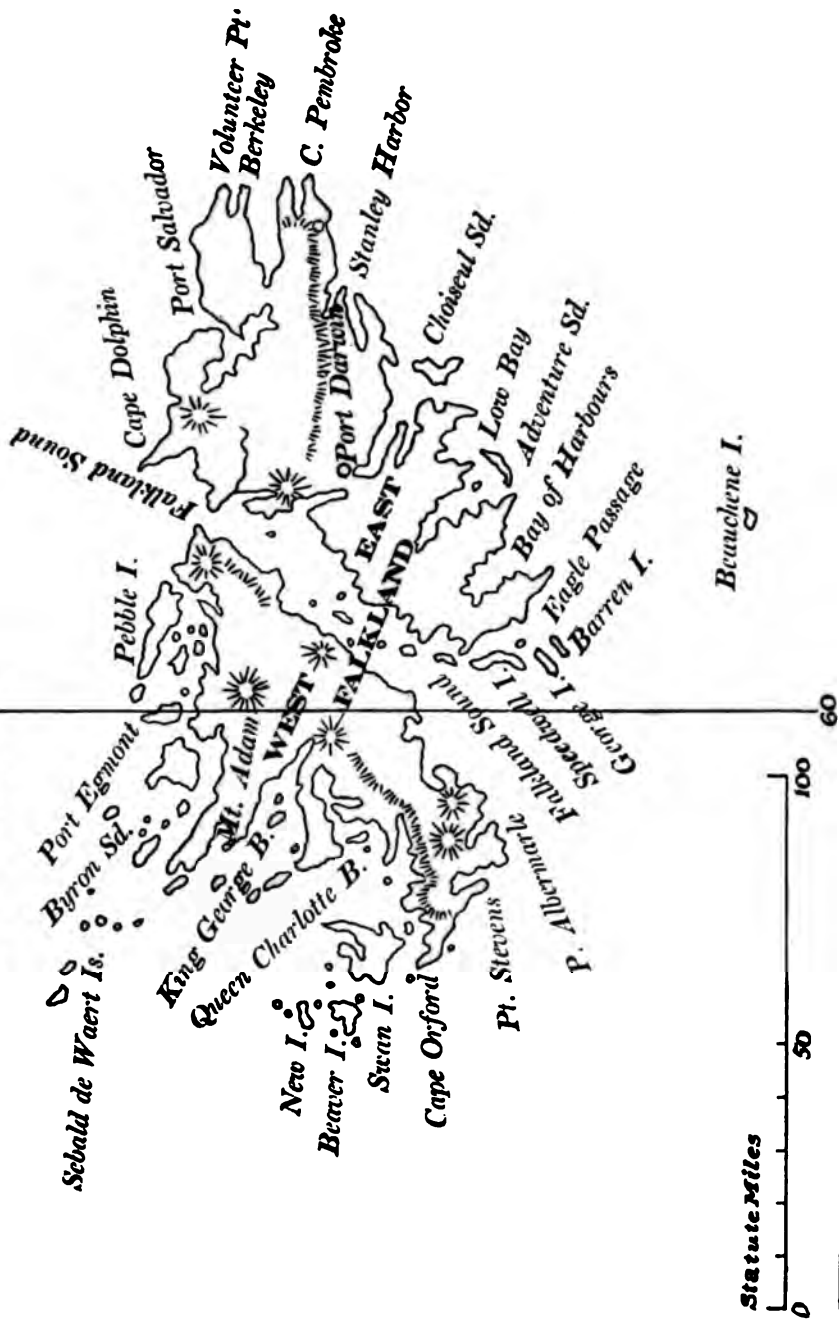 Sebald de Waert Is.
Byron Sd.
Port Egmont
Pebble I.
Falkland Sound
Cape Dolphin
Port Salvador
Volunteer Pt.
Berkeley
C. Pembroke
Stanley Harbor
Port Darwin
Choiseul Sd.
Low Bay
Adventure Sd.
Bay of Harbours
Eagle Passage
Barren I.
George I.
Speedwell I.
Falkland Sound
P. Albermarle
Pt. Stevens
Cape Orford
Swan I.
Beaver I.
New I.
Queen Charlotte B.
King George B.
Mt. Adam
WEST
EAST
FALKLAND
Beauchene I.
60
Statute Miles
0
50
100